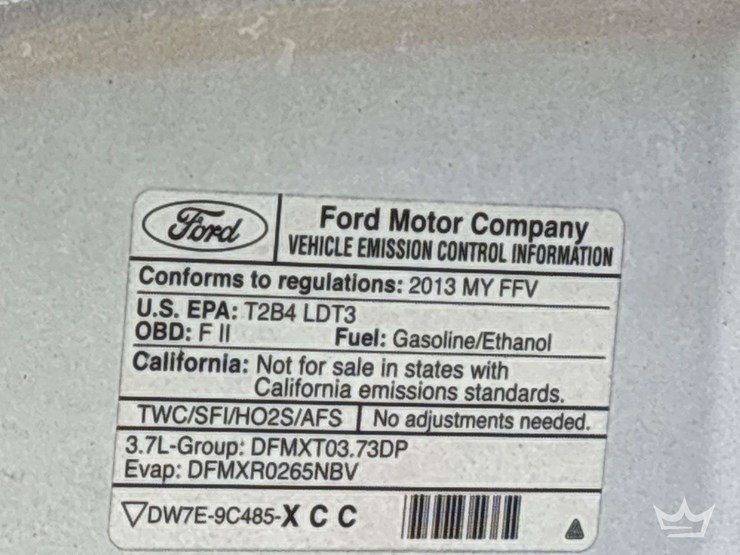 Ford
Ford Motor Company
VEHICLE EMISSION CONTROL INFORMATION
Conforms to regulations: 2013 MY FFV
U.S. EPA: T2B4 LDT3
OBD: F II Fuel: Gasoline/Ethanol
California: Not for sale in states with
California emissions standards.
TWC/SFI/HO2S/AFS No adjustments needed.
3.7L-Group: DFMXT03.73DP
Evap: DFMXR0265NBV
DW7E-9C485-X C C